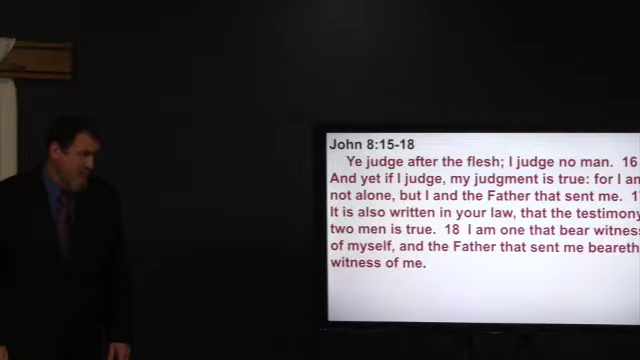 John 8:15-18
Ye judge after the flesh; I judge no man. 16
And yet if I judge, my judgment is true: for I am
not alone, but I and the Father that sent me. 1
It is also written in your law, that the testimony
two men is true. 18 I am one that bear witness
of myself, and the Father that sent me beareth
witness of me.